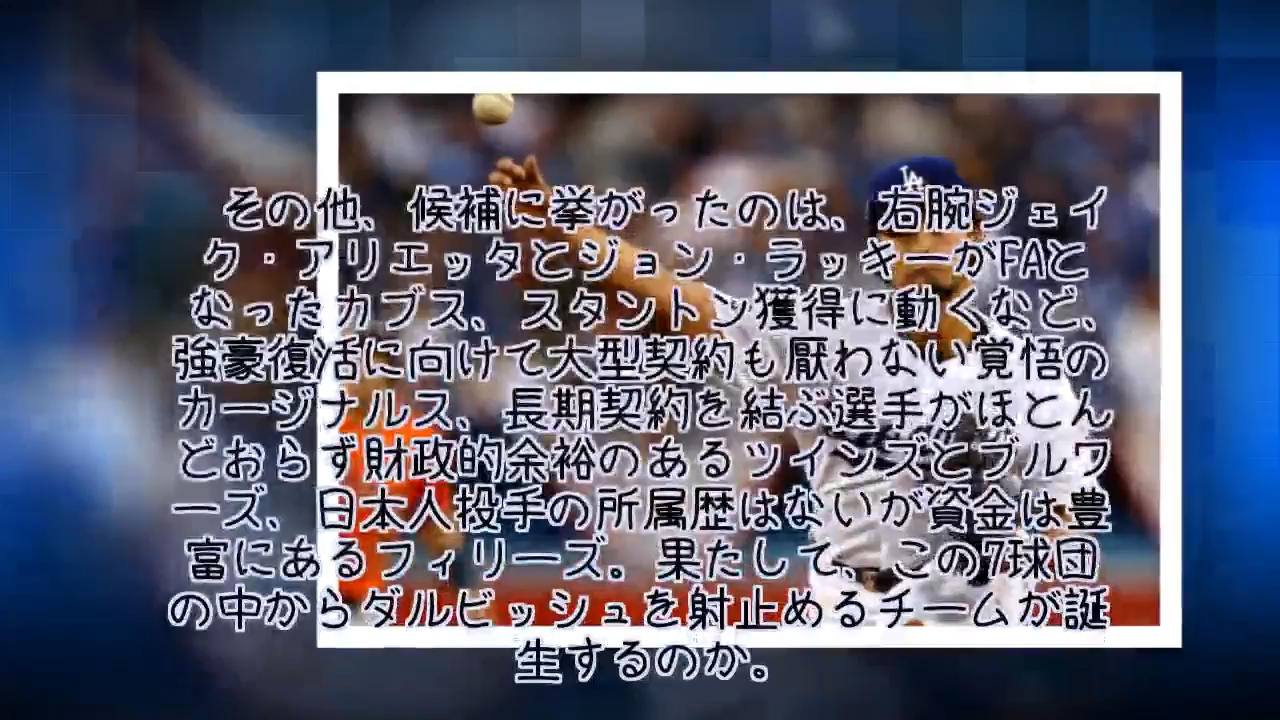 その他、候補に挙がったのは、右腕ジェイ
ク・アリエッタとジョン・ラッキーがFAと
なったカブス、スタントン獲得に動くなど、
強豪復活に向けて大型契約も厭わない覚悟の
カージナルス、長期契約を結ぶ選手がほとん
どおらず財政的余裕のあるツインズとブルワ
ーズ、日本人投手の所属歴はないが資金は豊
富にあるフィリーズ。果たして、この7球団
の中からダルビッシュを射止めるチームが誕
生するのか。
LA